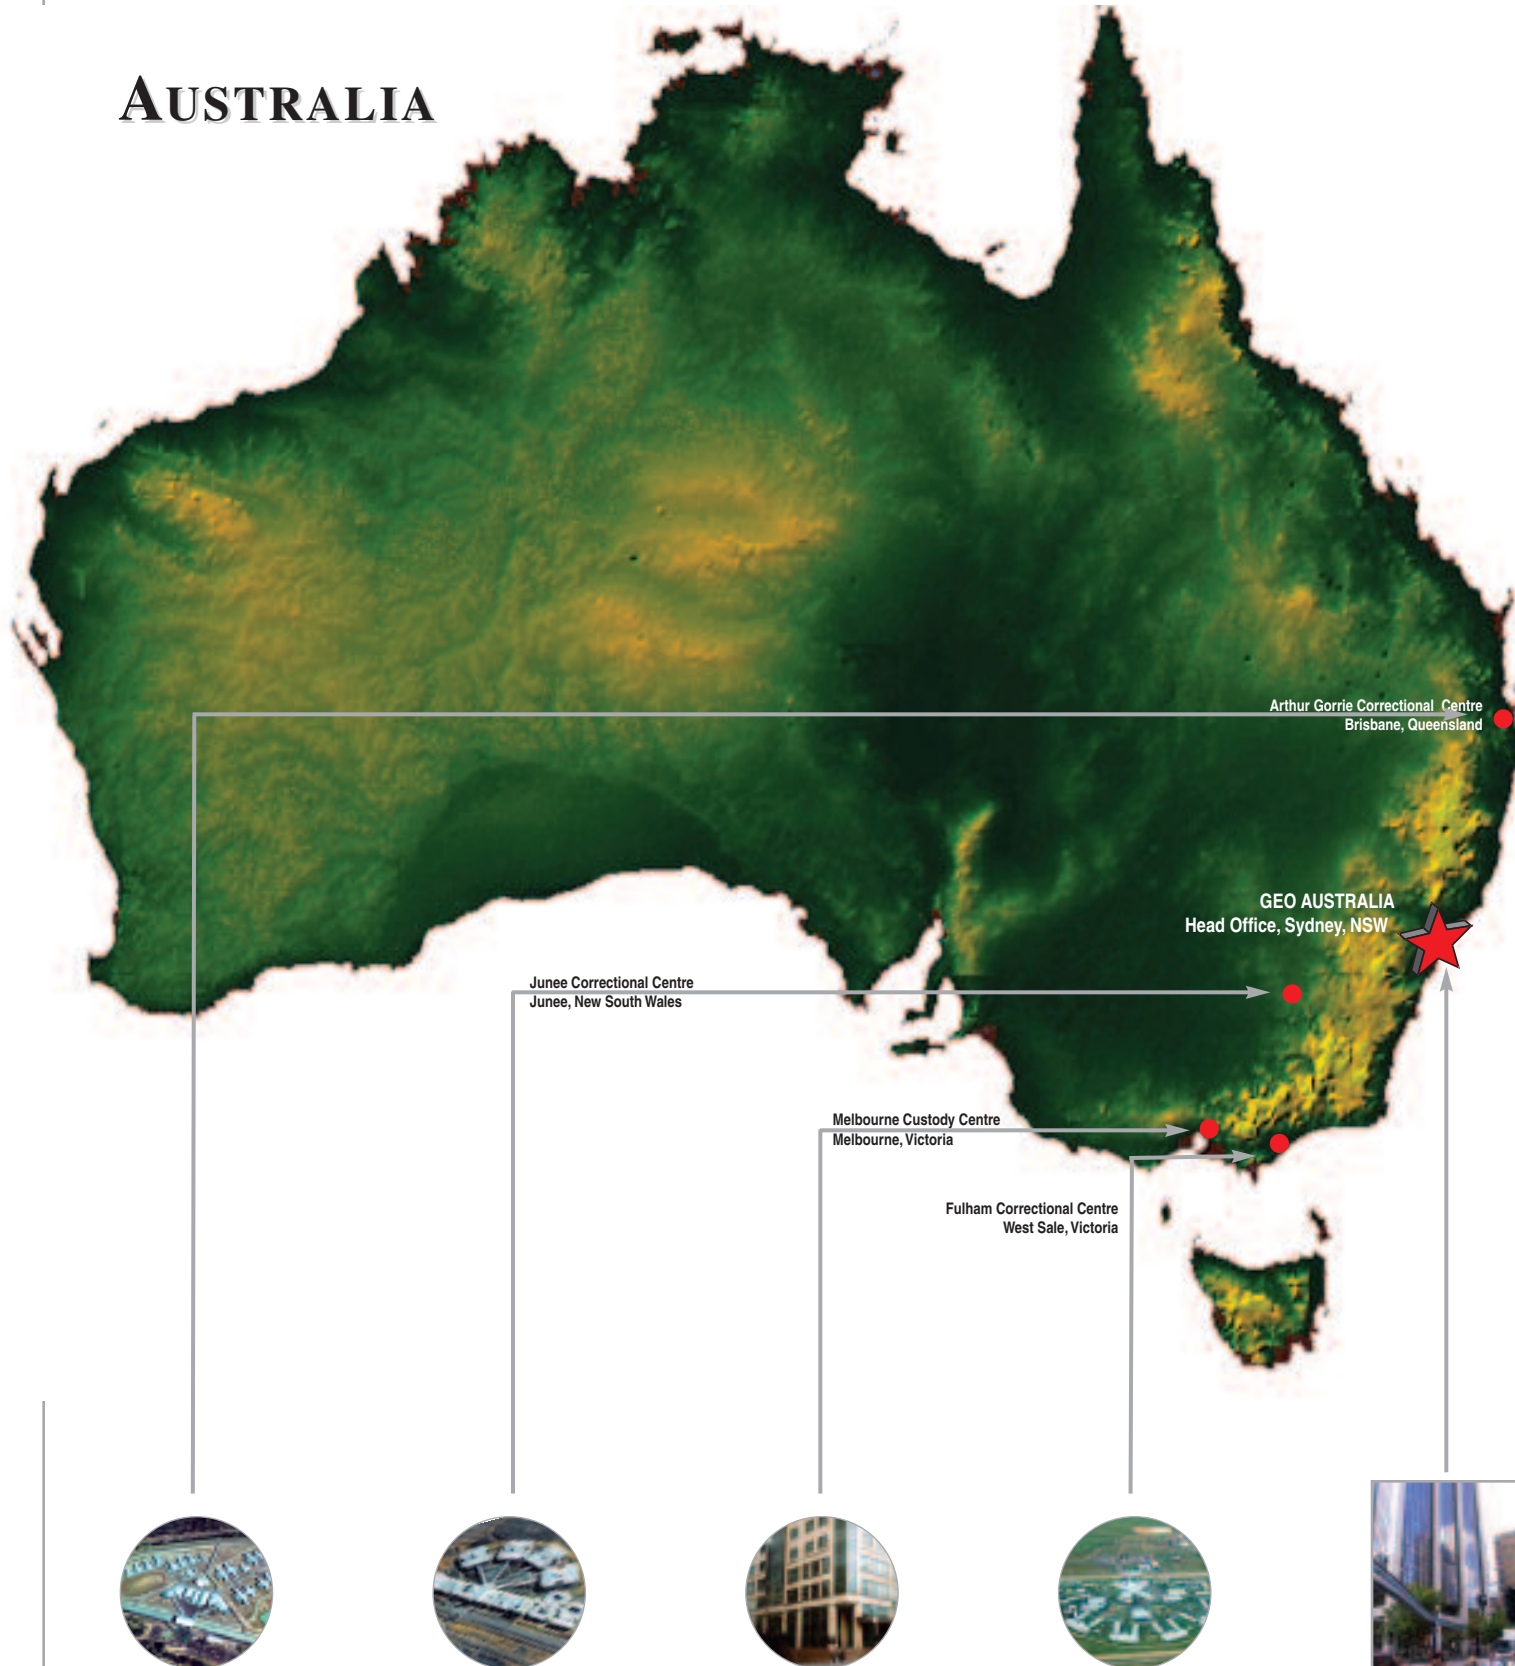 AUSTRALIA
Arthur Gorrie Correctional Centre
Brisbane, Queensland
GEO AUSTRALIA
Head Office, Sydney, NSW
Junee Correctional Centre
Junee, New South Wales
Melbourne Custody Centre
Melbourne, Victoria
Fulham Correctional Centre
West Sale, Victoria